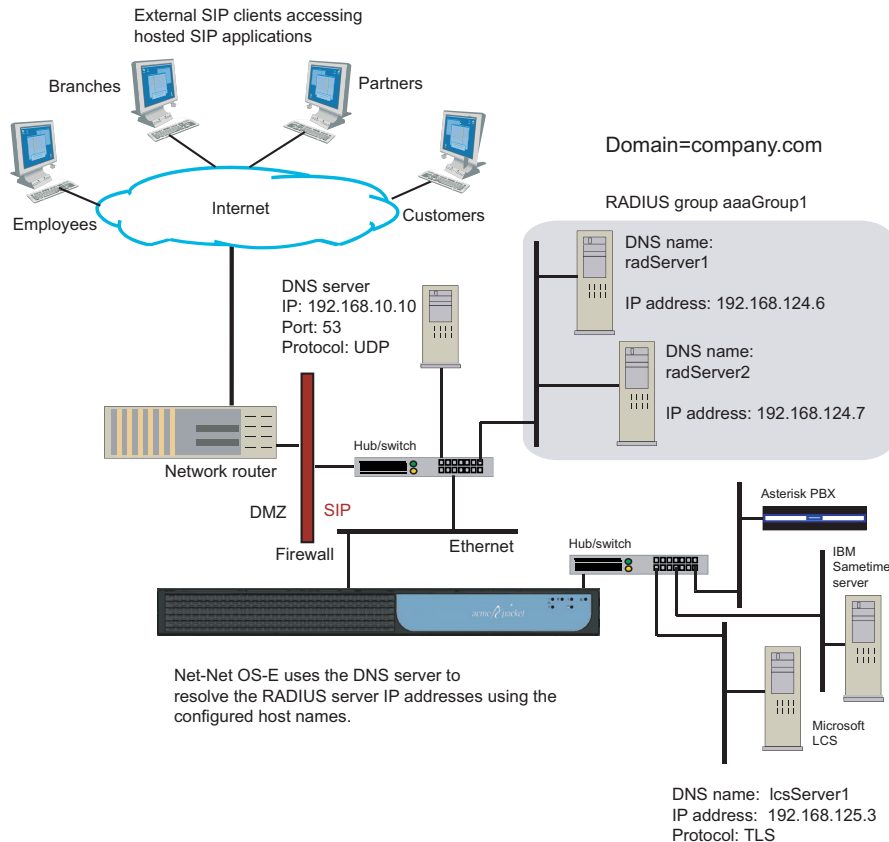 External SIP clients accessing
hosted SIP applications
Branches
Partners
Employees
Internet
Customers
Domain=company.com
RADIUS group aaaGroup1
DNS name:
radServer1
IP address: 192.168.124.6
DNS name:
radServer2
IP address: 192.168.124.7
DNS server
IP: 192.168.10.10
Port: 53
Protocol: UDP
Network router
Hub/switch
DMZ
SIP
Firewall
Ethernet
Hub/switch
Asterisk PBX
IBM
Sametime
server
acme packet
Net-Net OS-E uses the DNS server to
resolve the RADIUS server IP addresses using the
configured host names.
Microsoft
LCS
DNS name: lcsServer1
IP address: 192.168.125.3
Protocol: TLS